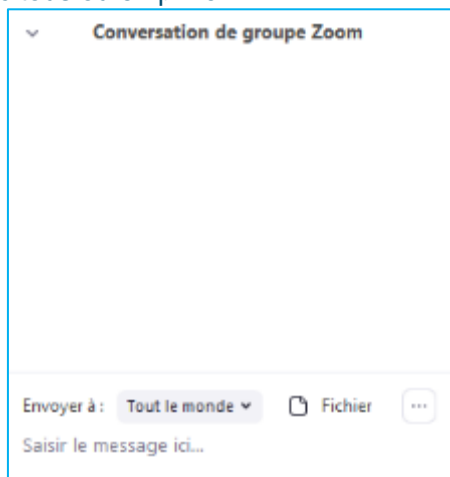 Conversation de groupe Zoom
Envoyer à : Tout le monde Fichier ...
Saisir le message ici...